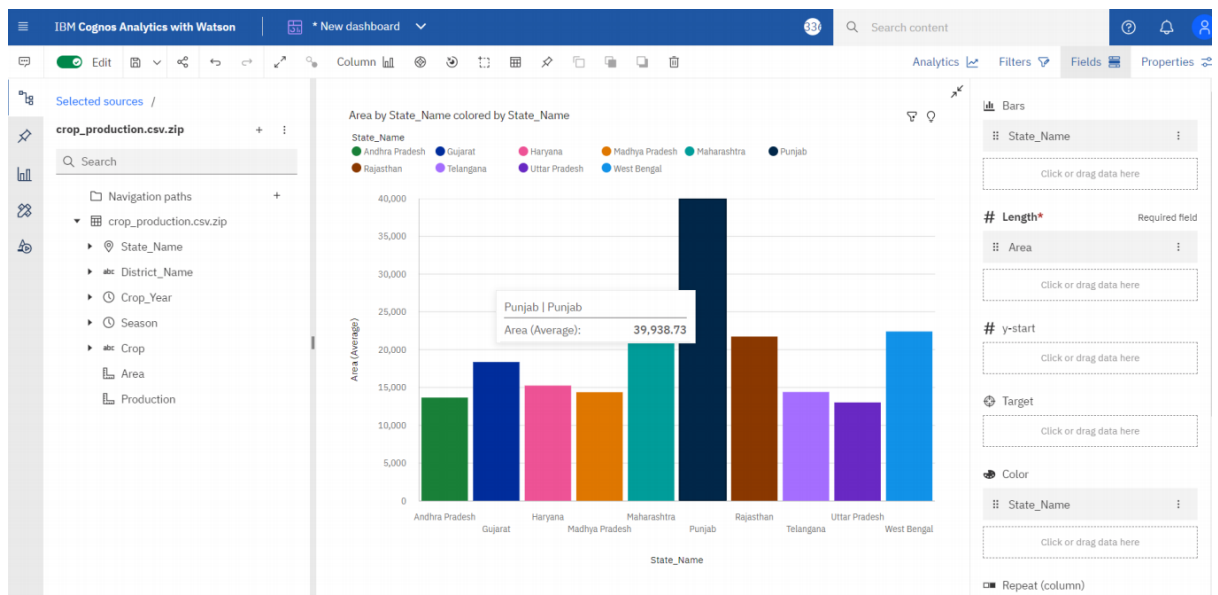 IBM Cognos Analytics with Watson
* New dashboard
Search content
Edit
Column
Analytics
Filters
Fields
Properties
Selected sources /
crop_production.csv.zip
Search
Navigation paths
crop_production.csv.zip
State_Name
abc District_Name
Crop_Year
Season
abc Crop
Area
Production
Area by State_Name colored by State_Name
State_Name
Andhra Pradesh Gujarat Haryana Madhya Pradesh Maharashtra Punjab
Rajasthan Telangana Uttar Pradesh West Bengal
40,000
35,000
30,000
25,000
20,000
15,000
10,000
5,000
0
Area (Average)
Punjab | Punjab
Area (Average): 39,938.73
Andhra Pradesh Haryana Maharashtra Rajasthan Uttar Pradesh
Gujarat Madhya Pradesh Punjab Telangana West Bengal
State_Name
Bars
State_Name
Click or drag data here
# Length* Required field
Area
Click or drag data here
# y-start
Click or drag data here
Target
Click or drag data here
Color
State_Name
Click or drag data here
Repeat (column)